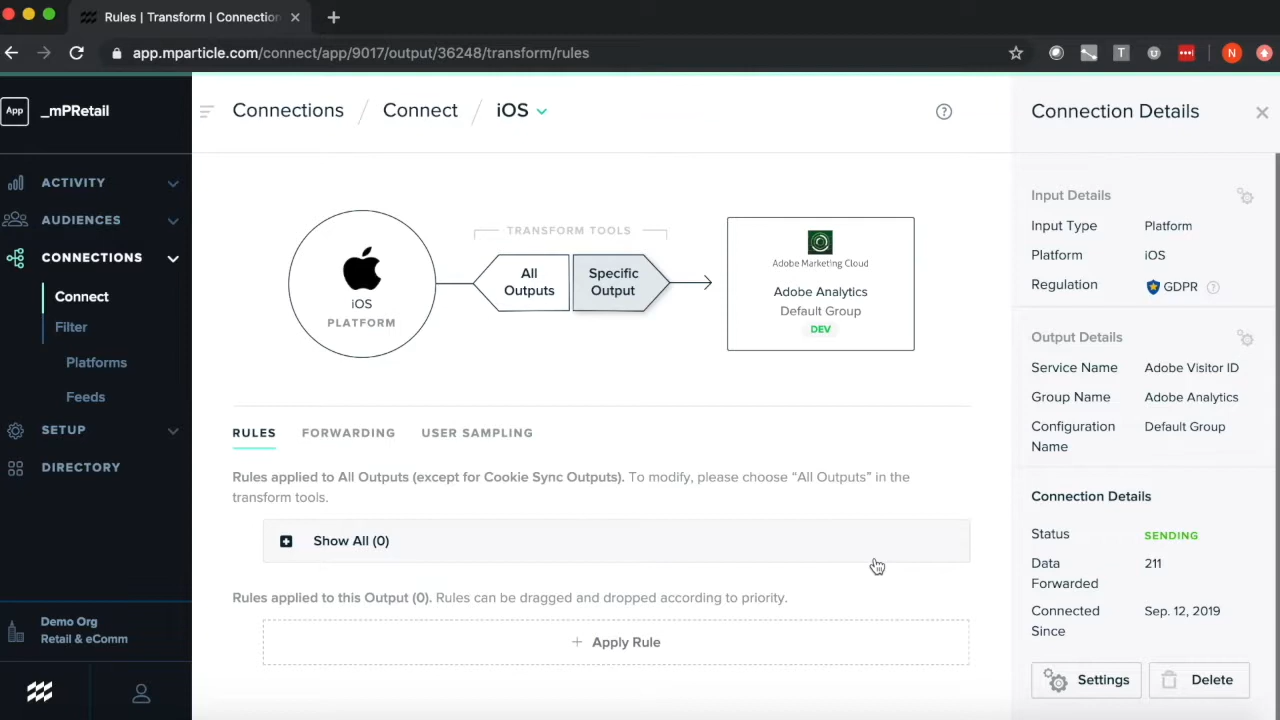 Rules | Transform | Connection
app.mparticle.com/connect/app/9017/output/36248/transform/rules
T
N
App
_mPRetail
ACTIVITY
AUDIENCES
CONNECTIONS
Connect
Filter
Platforms
Feeds
SETUP
DIRECTORY
Demo Org
Retail & eComm
Connections / Connect / iOS
?
TRANSFORM TOOLS
iOS
PLATFORM
All
Outputs
Specific
Output
Adobe Marketing Cloud
Adobe Analytics
Default Group
DEV
RULES FORWARDING USER SAMPLING
Rules applied to All Outputs (except for Cookie Sync Outputs). To modify, please choose “All Outputs” in the
transform tools.
Show All (0)
Rules applied to this Output (0). Rules can be dragged and dropped according to priority.
+ Apply Rule
Connection Details
Input Details
Input Type Platform
Platform iOS
Regulation GDPR ?
Output Details
Service Name Adobe Visitor ID
Group Name Adobe Analytics
Configuration Default Group
Name
Connection Details
Status SENDING
Data 211
Forwarded
Connected Sep. 12, 2019
Since
Settings Delete